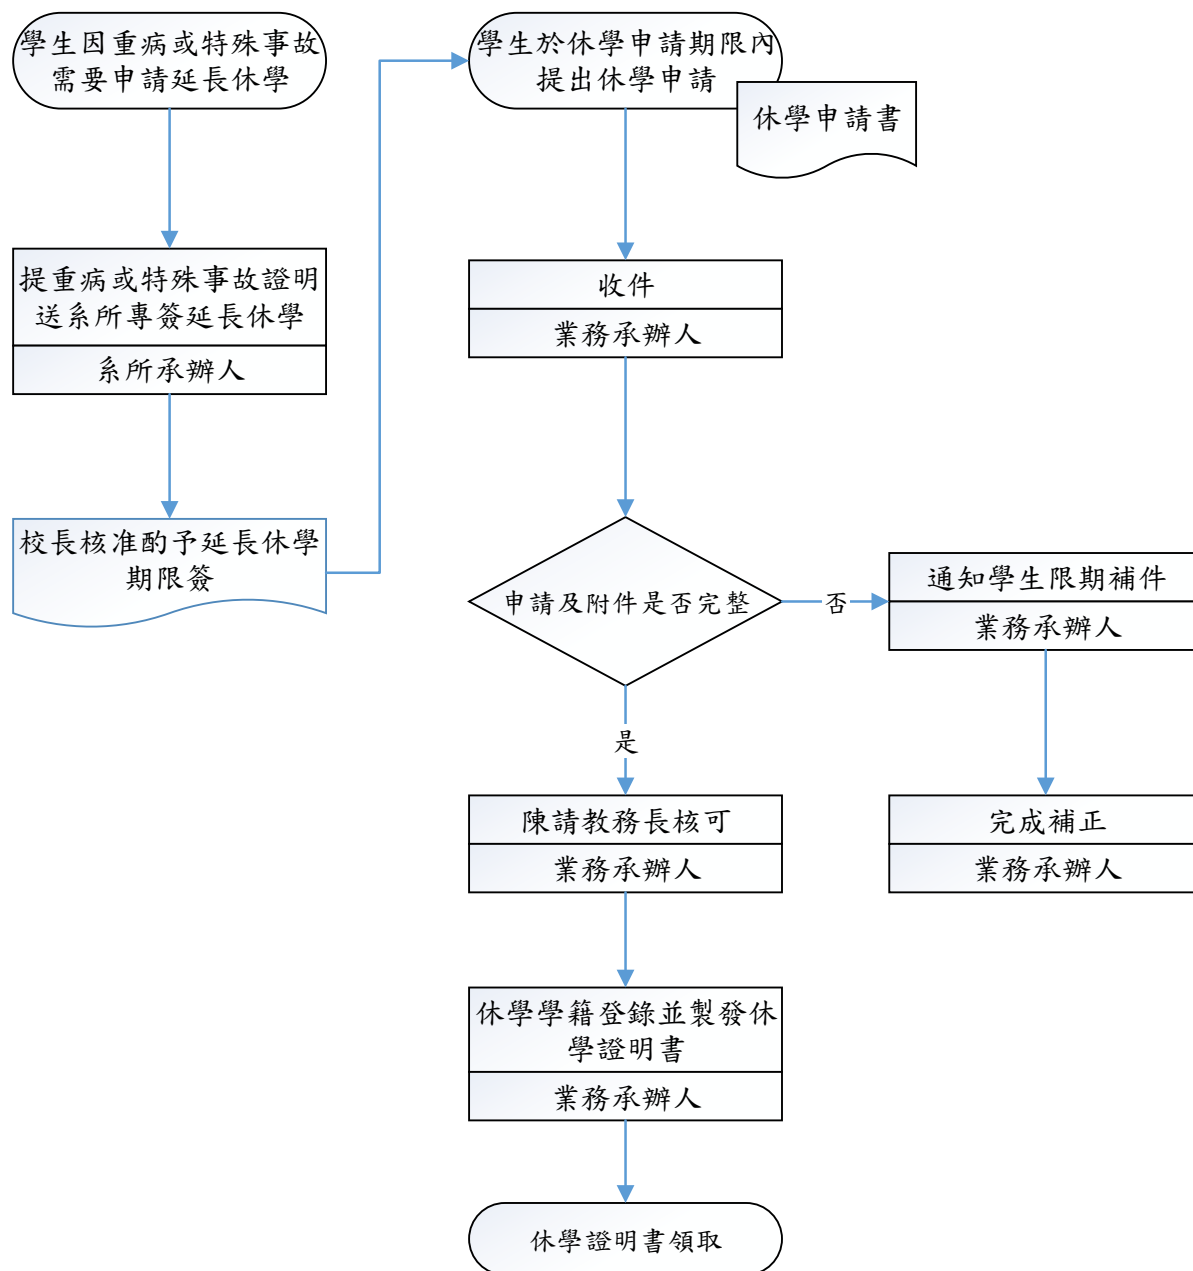 學生因重病或特殊事故
需要申請延長休學
提重病或特殊事故證明
送系所專簽延長休學
系所承辦人
校長核准酌予延長休學
期限簽
學生於休學申請期限內
提出休學申請
休學申請書
收件
業務承辦人
申請及附件是否完整
否
通知學生限期補件
業務承辦人
完成補正
業務承辦人
是
陳請教務長核可
業務承辦人
休學學籍登錄並製發休
學證明書
業務承辦人
休學證明書領取